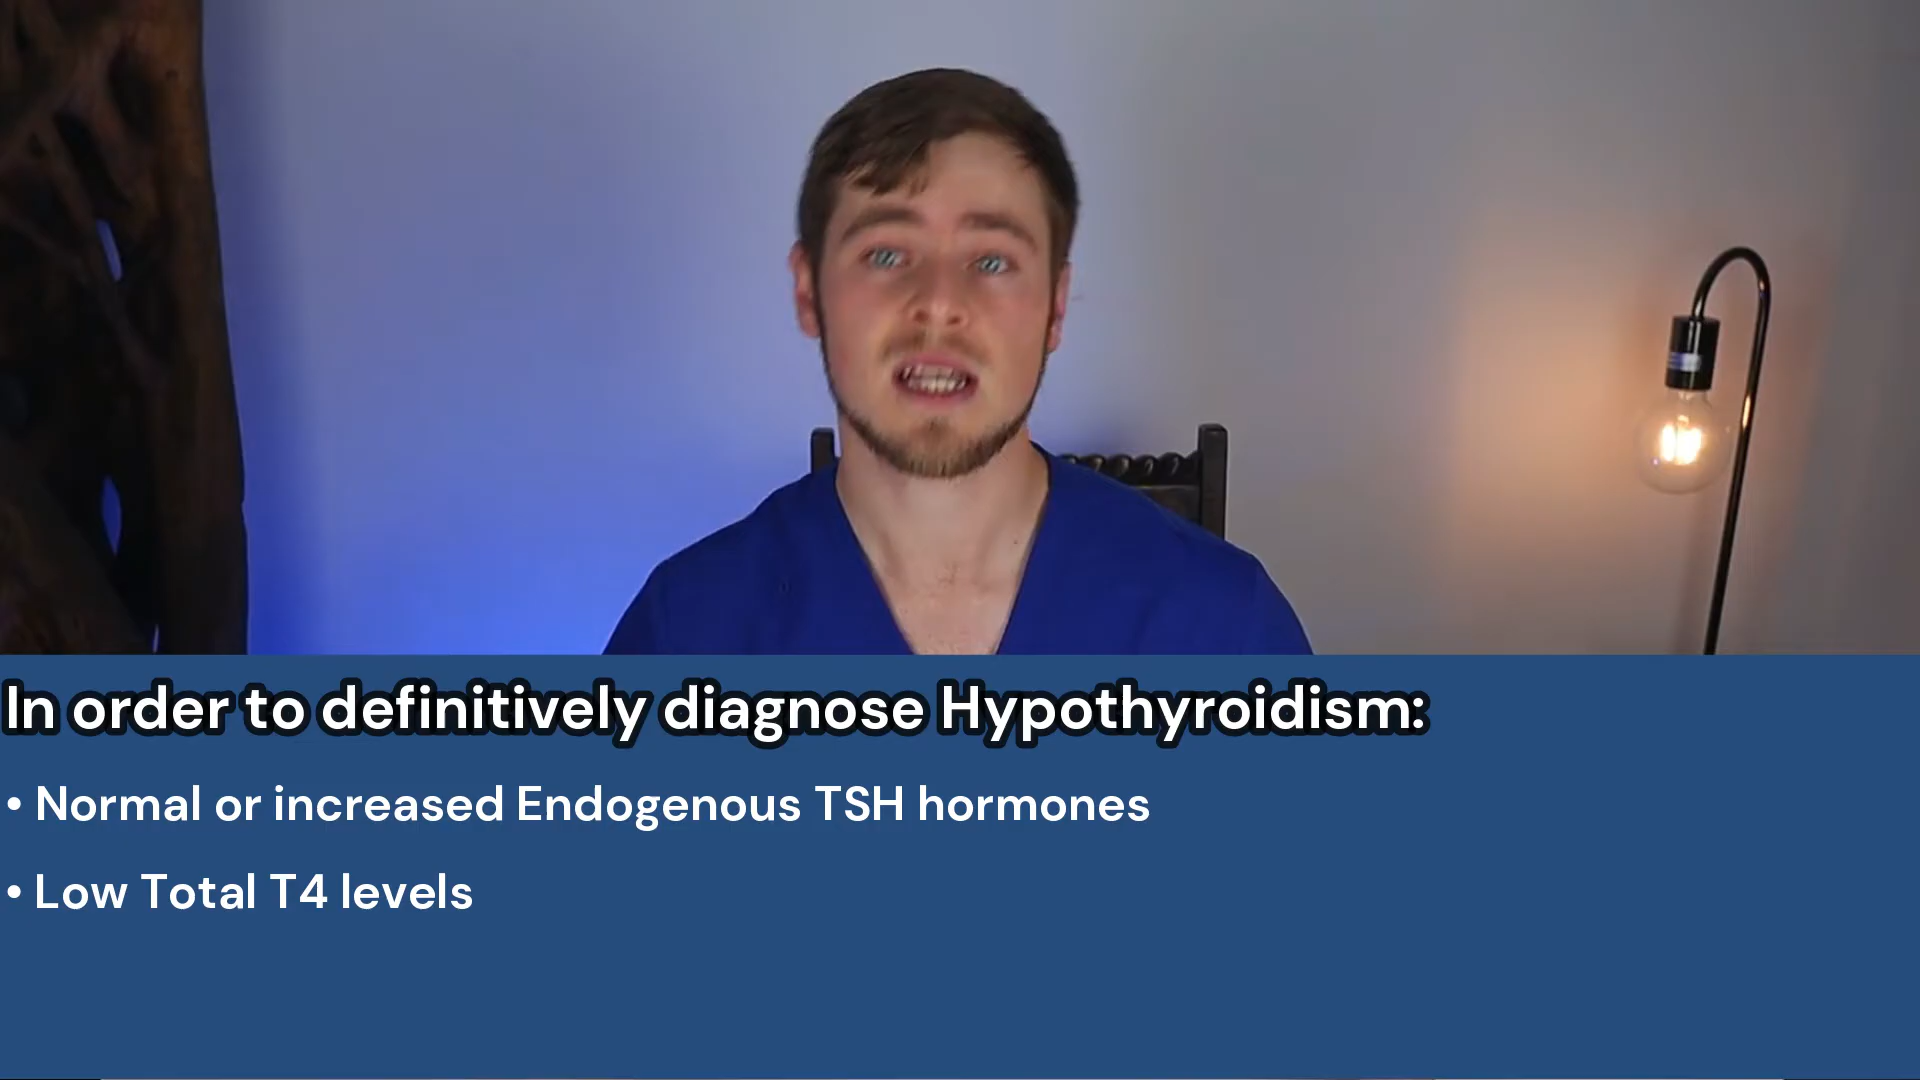 In order to definitively diagnose Hypothyroidism:
• Normal or increased Endogenous TSH hormones
• Low Total T4 levels